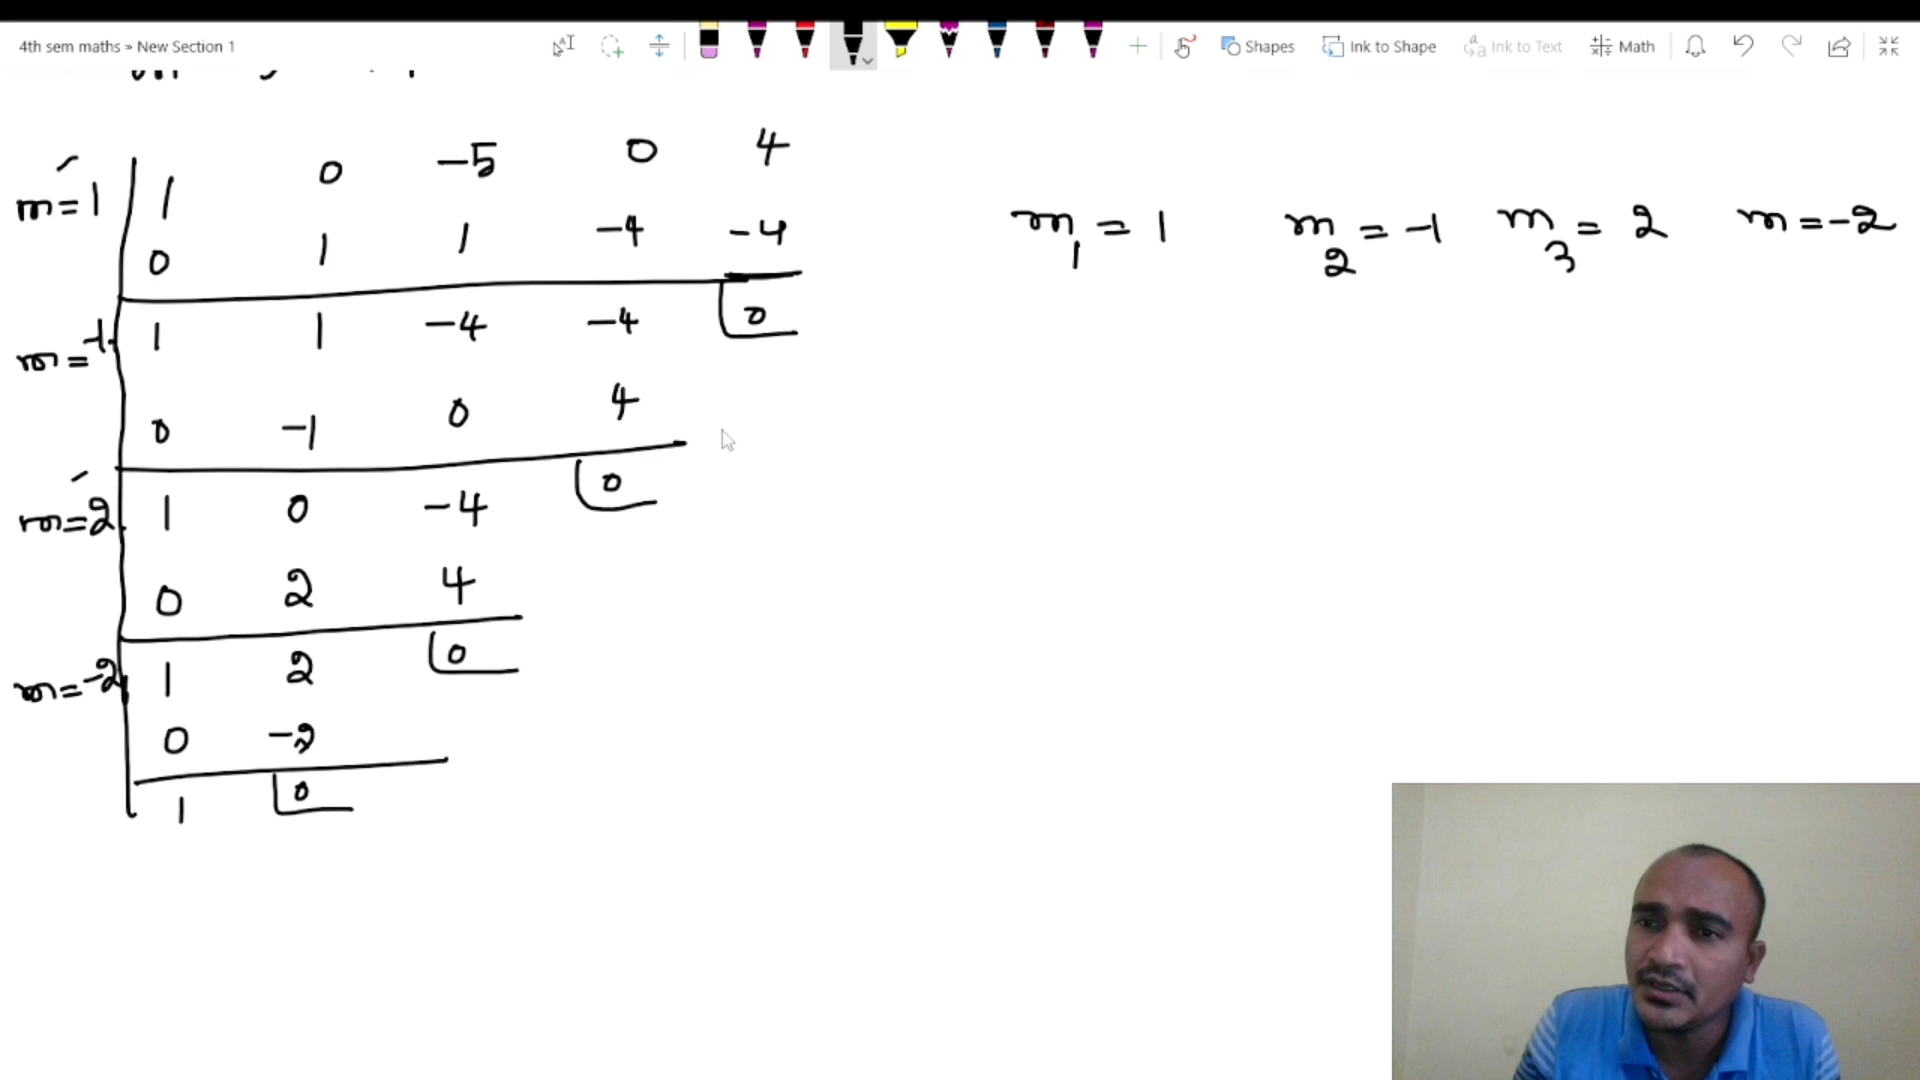 4th sem maths » New Section 1
Shapes Ink to Shape Ink to Text Math
1 0 -5 0 4
m=1
0 1 1 -4 -4
m=-1 1 1 -4 -4 0
0 -1 0 4
m=2 1 0 -4 0
0 2 4
m=-2 1 2 0
0 -2
1 0
m₁ = 1 m₂ = -1 m₃ = 2 m = -2